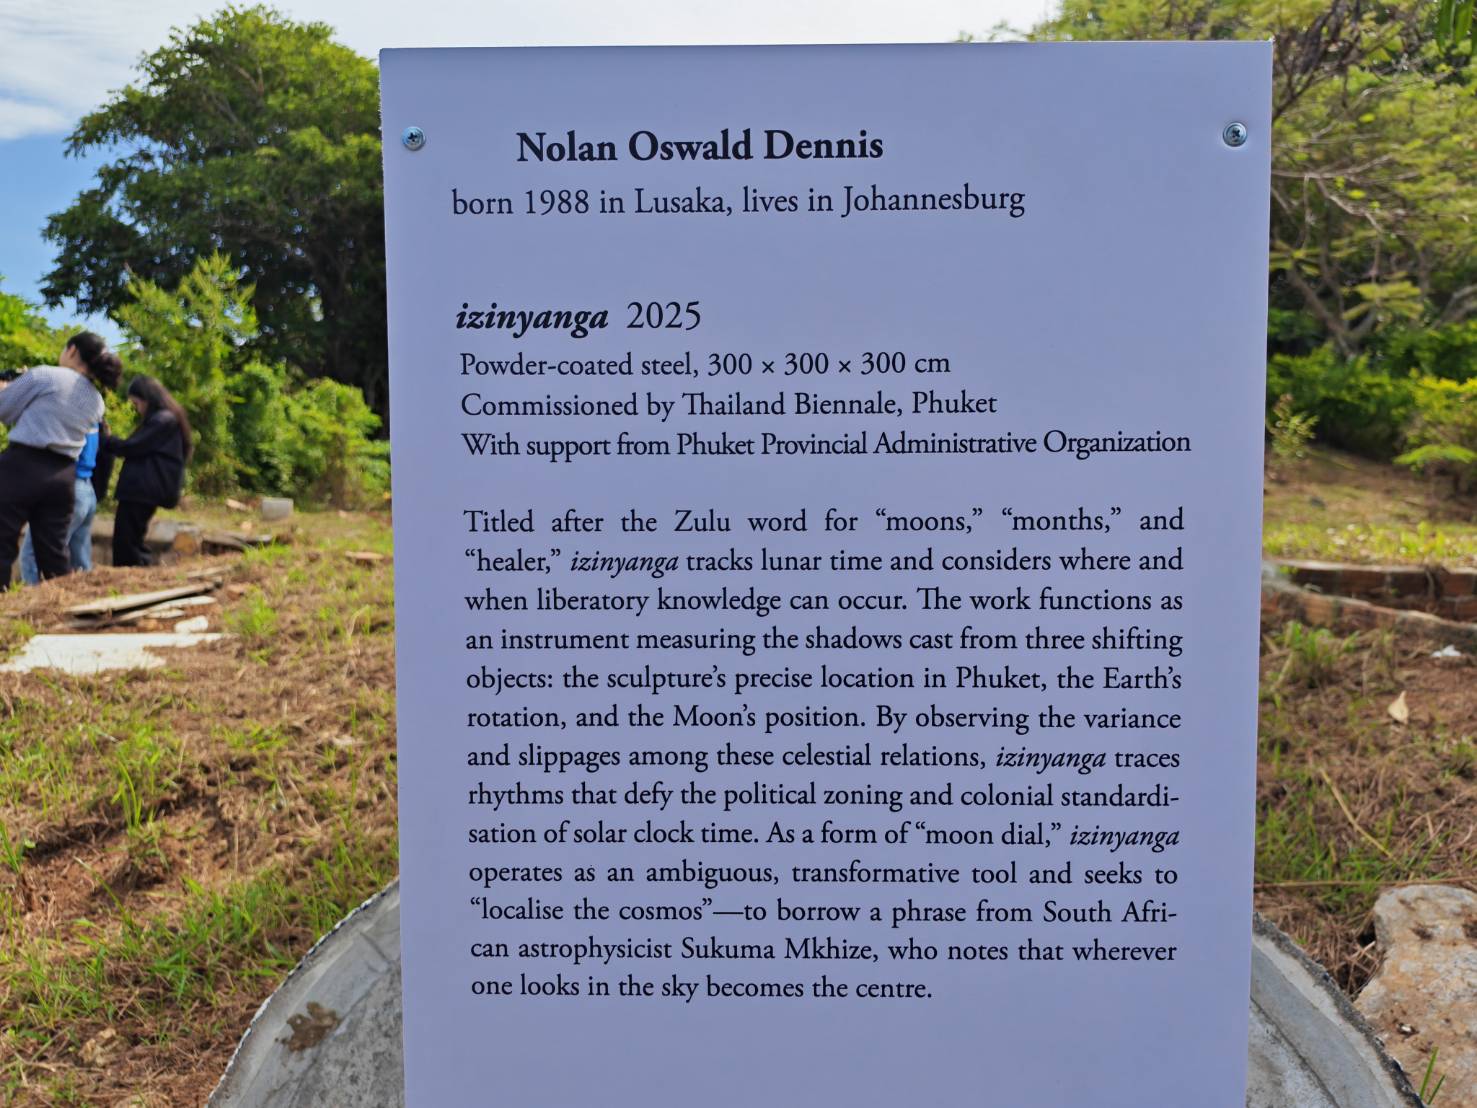 Nolan Oswald Dennis
born 1988 in Lusaka, lives in Johannesburg
izinyanga 2025
Powder-coated steel, 300 × 300 × 300 cm
Commissioned by Thailand Biennale, Phuket
With support from Phuket Provincial Administrative Organization
Titled after the Zulu word for “moons,” “months,” and
“healer,” izinyanga tracks lunar time and considers where and
when liberatory knowledge can occur. The work functions as
an instrument measuring the shadows cast from three shifting
objects: the sculpture’s precise location in Phuket, the Earth’s
rotation, and the Moon’s position. By observing the variance
and slippages among these celestial relations, izinyanga traces
rhythms that defy the political zoning and colonial standardi-
sation of solar clock time. As a form of “moon dial,” izinyanga
operates as an ambiguous, transformative tool and seeks to
“localise the cosmos”—to borrow a phrase from South Afri-
can astrophysicist Sukuma Mkhize, who notes that wherever
one looks in the sky becomes the centre.